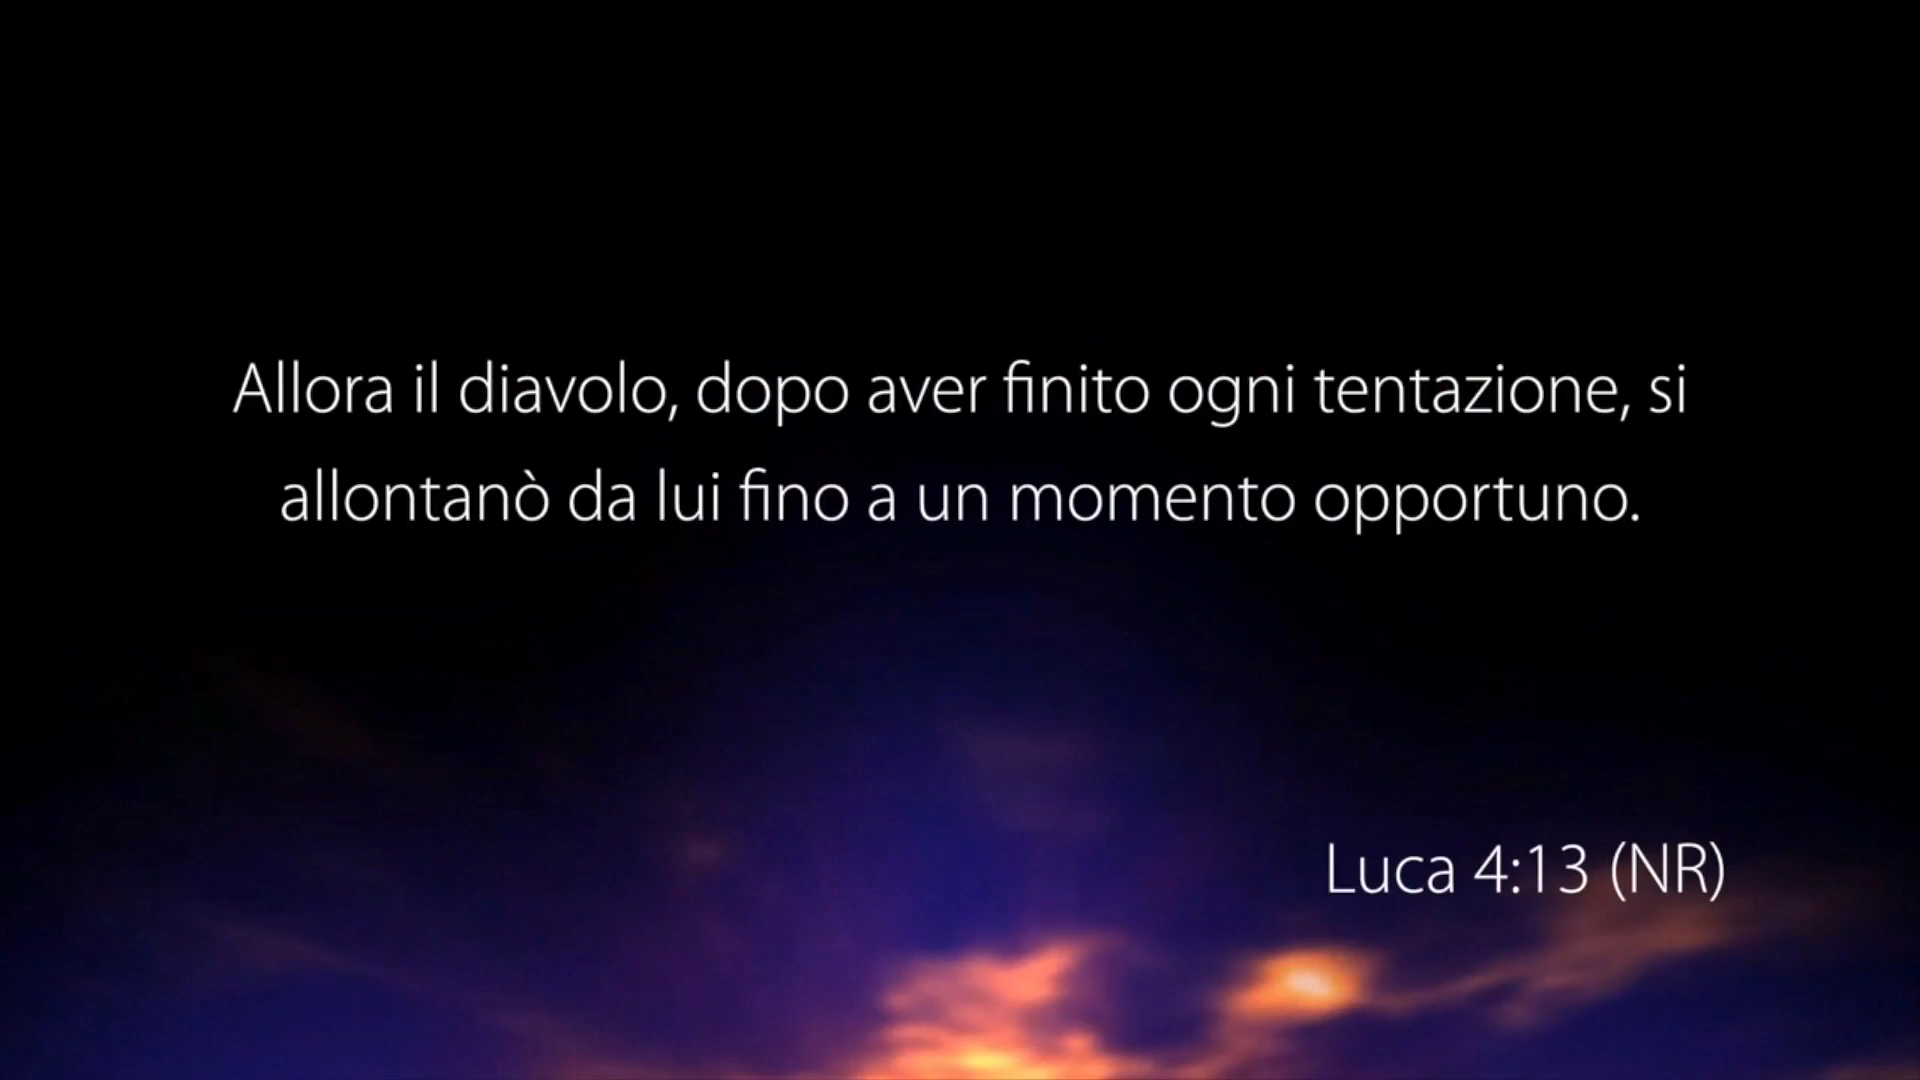 Allora il diavolo, dopo aver finito ogni tentazione, si
allontanò da lui fino a un momento opportuno.
Luca 4:13 (NR)